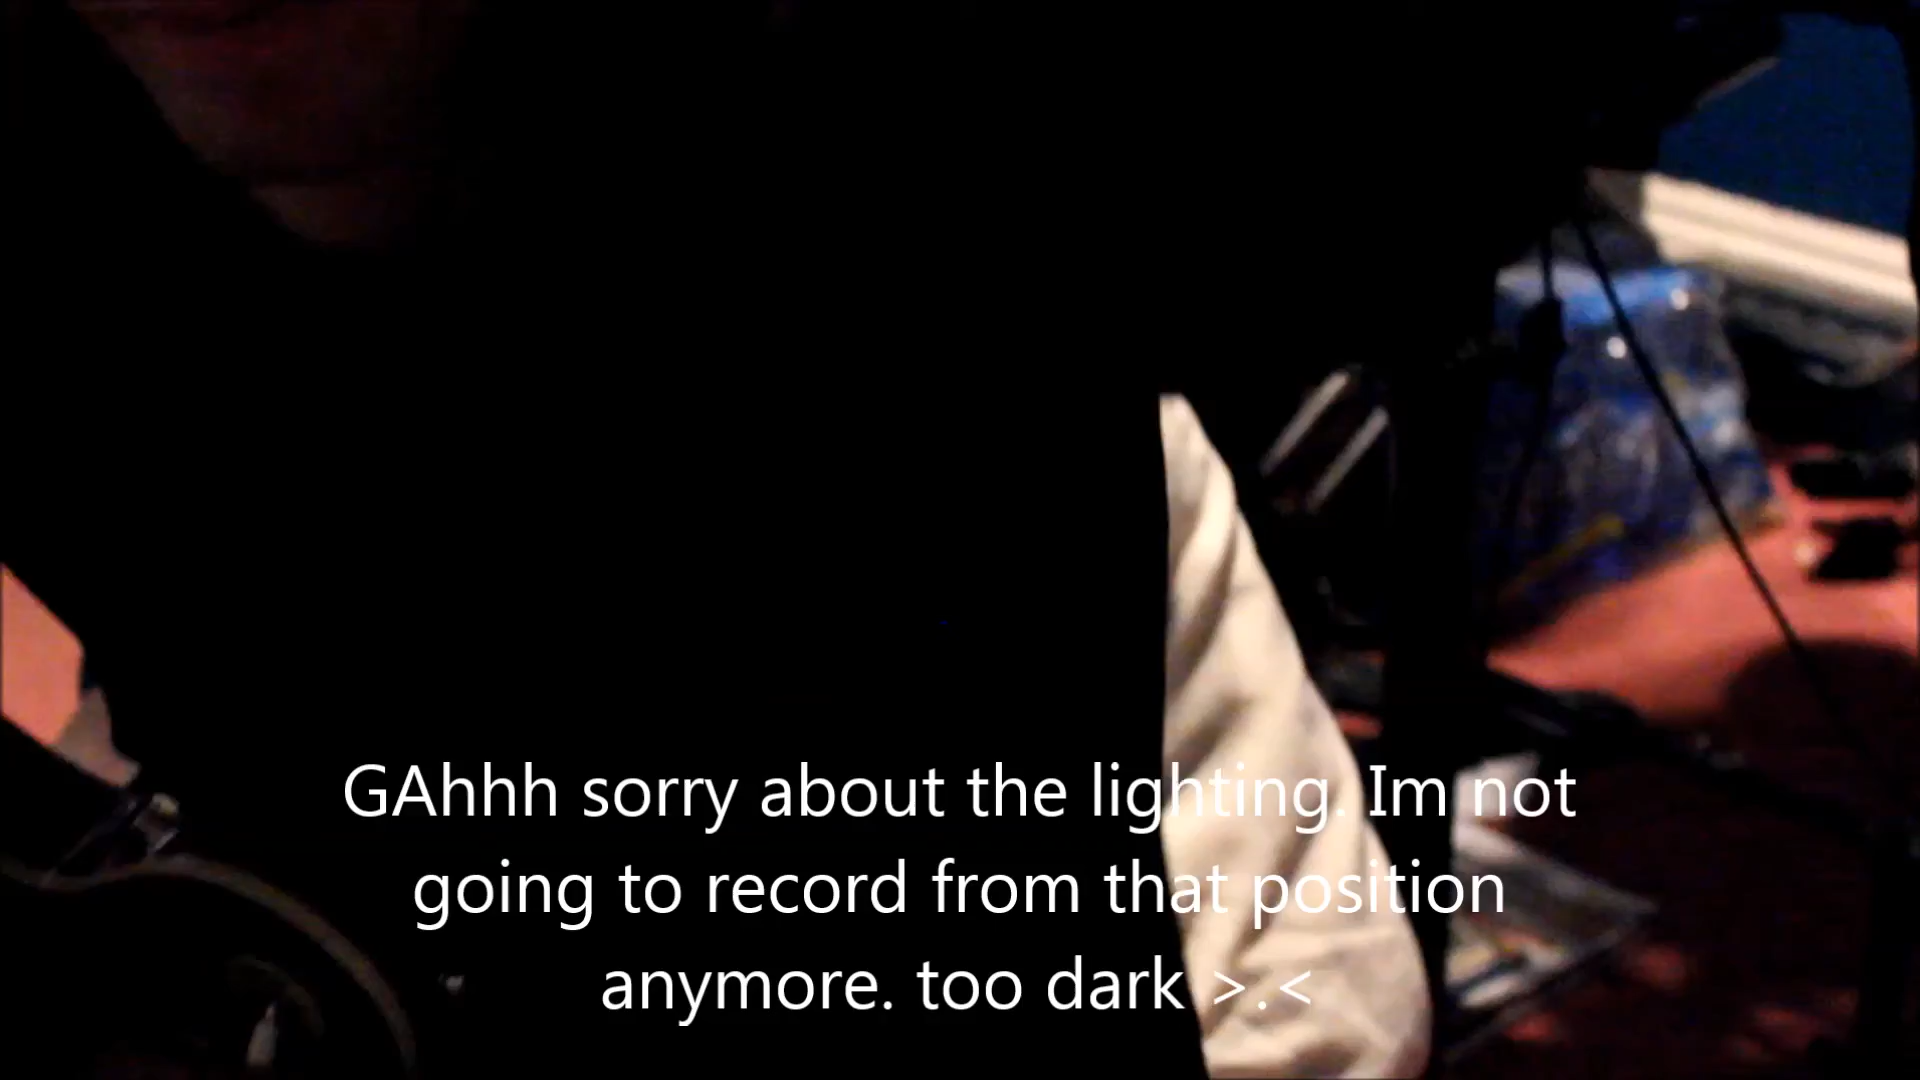 GAhhh sorry about the lighting. Im not
going to record from that position
anymore. too dark >.<